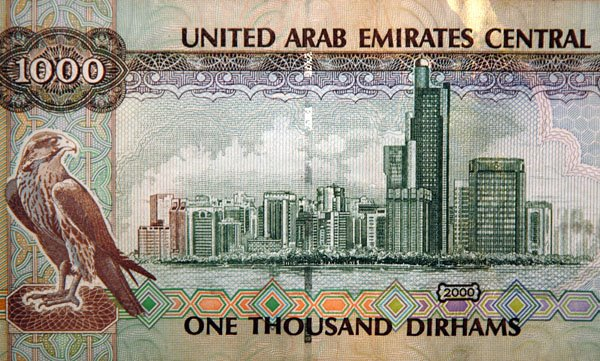 UNITED ARAB EMIRATES CENTRAL
1000
2000
ONE THOUSAND DIRHAMS